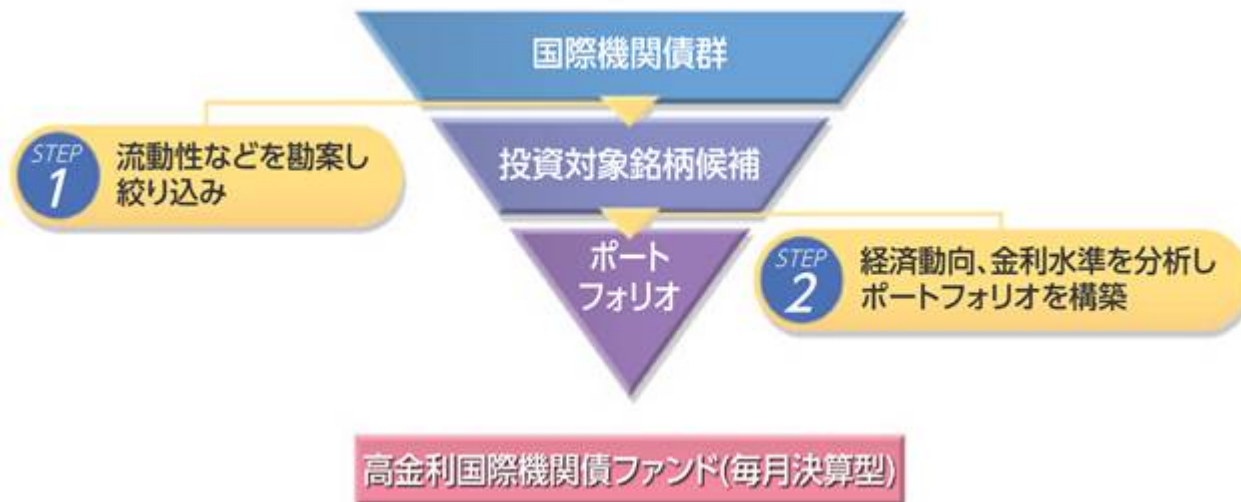 国際機関債群
STEP
1
流動性などを勘案し
絞り込み
投資対象銘柄候補
ポート
フォリオ
STEP
2
経済動向、金利水準を分析し
ポートフォリオを構築
高金利国際機関債ファンド(毎月決算型)